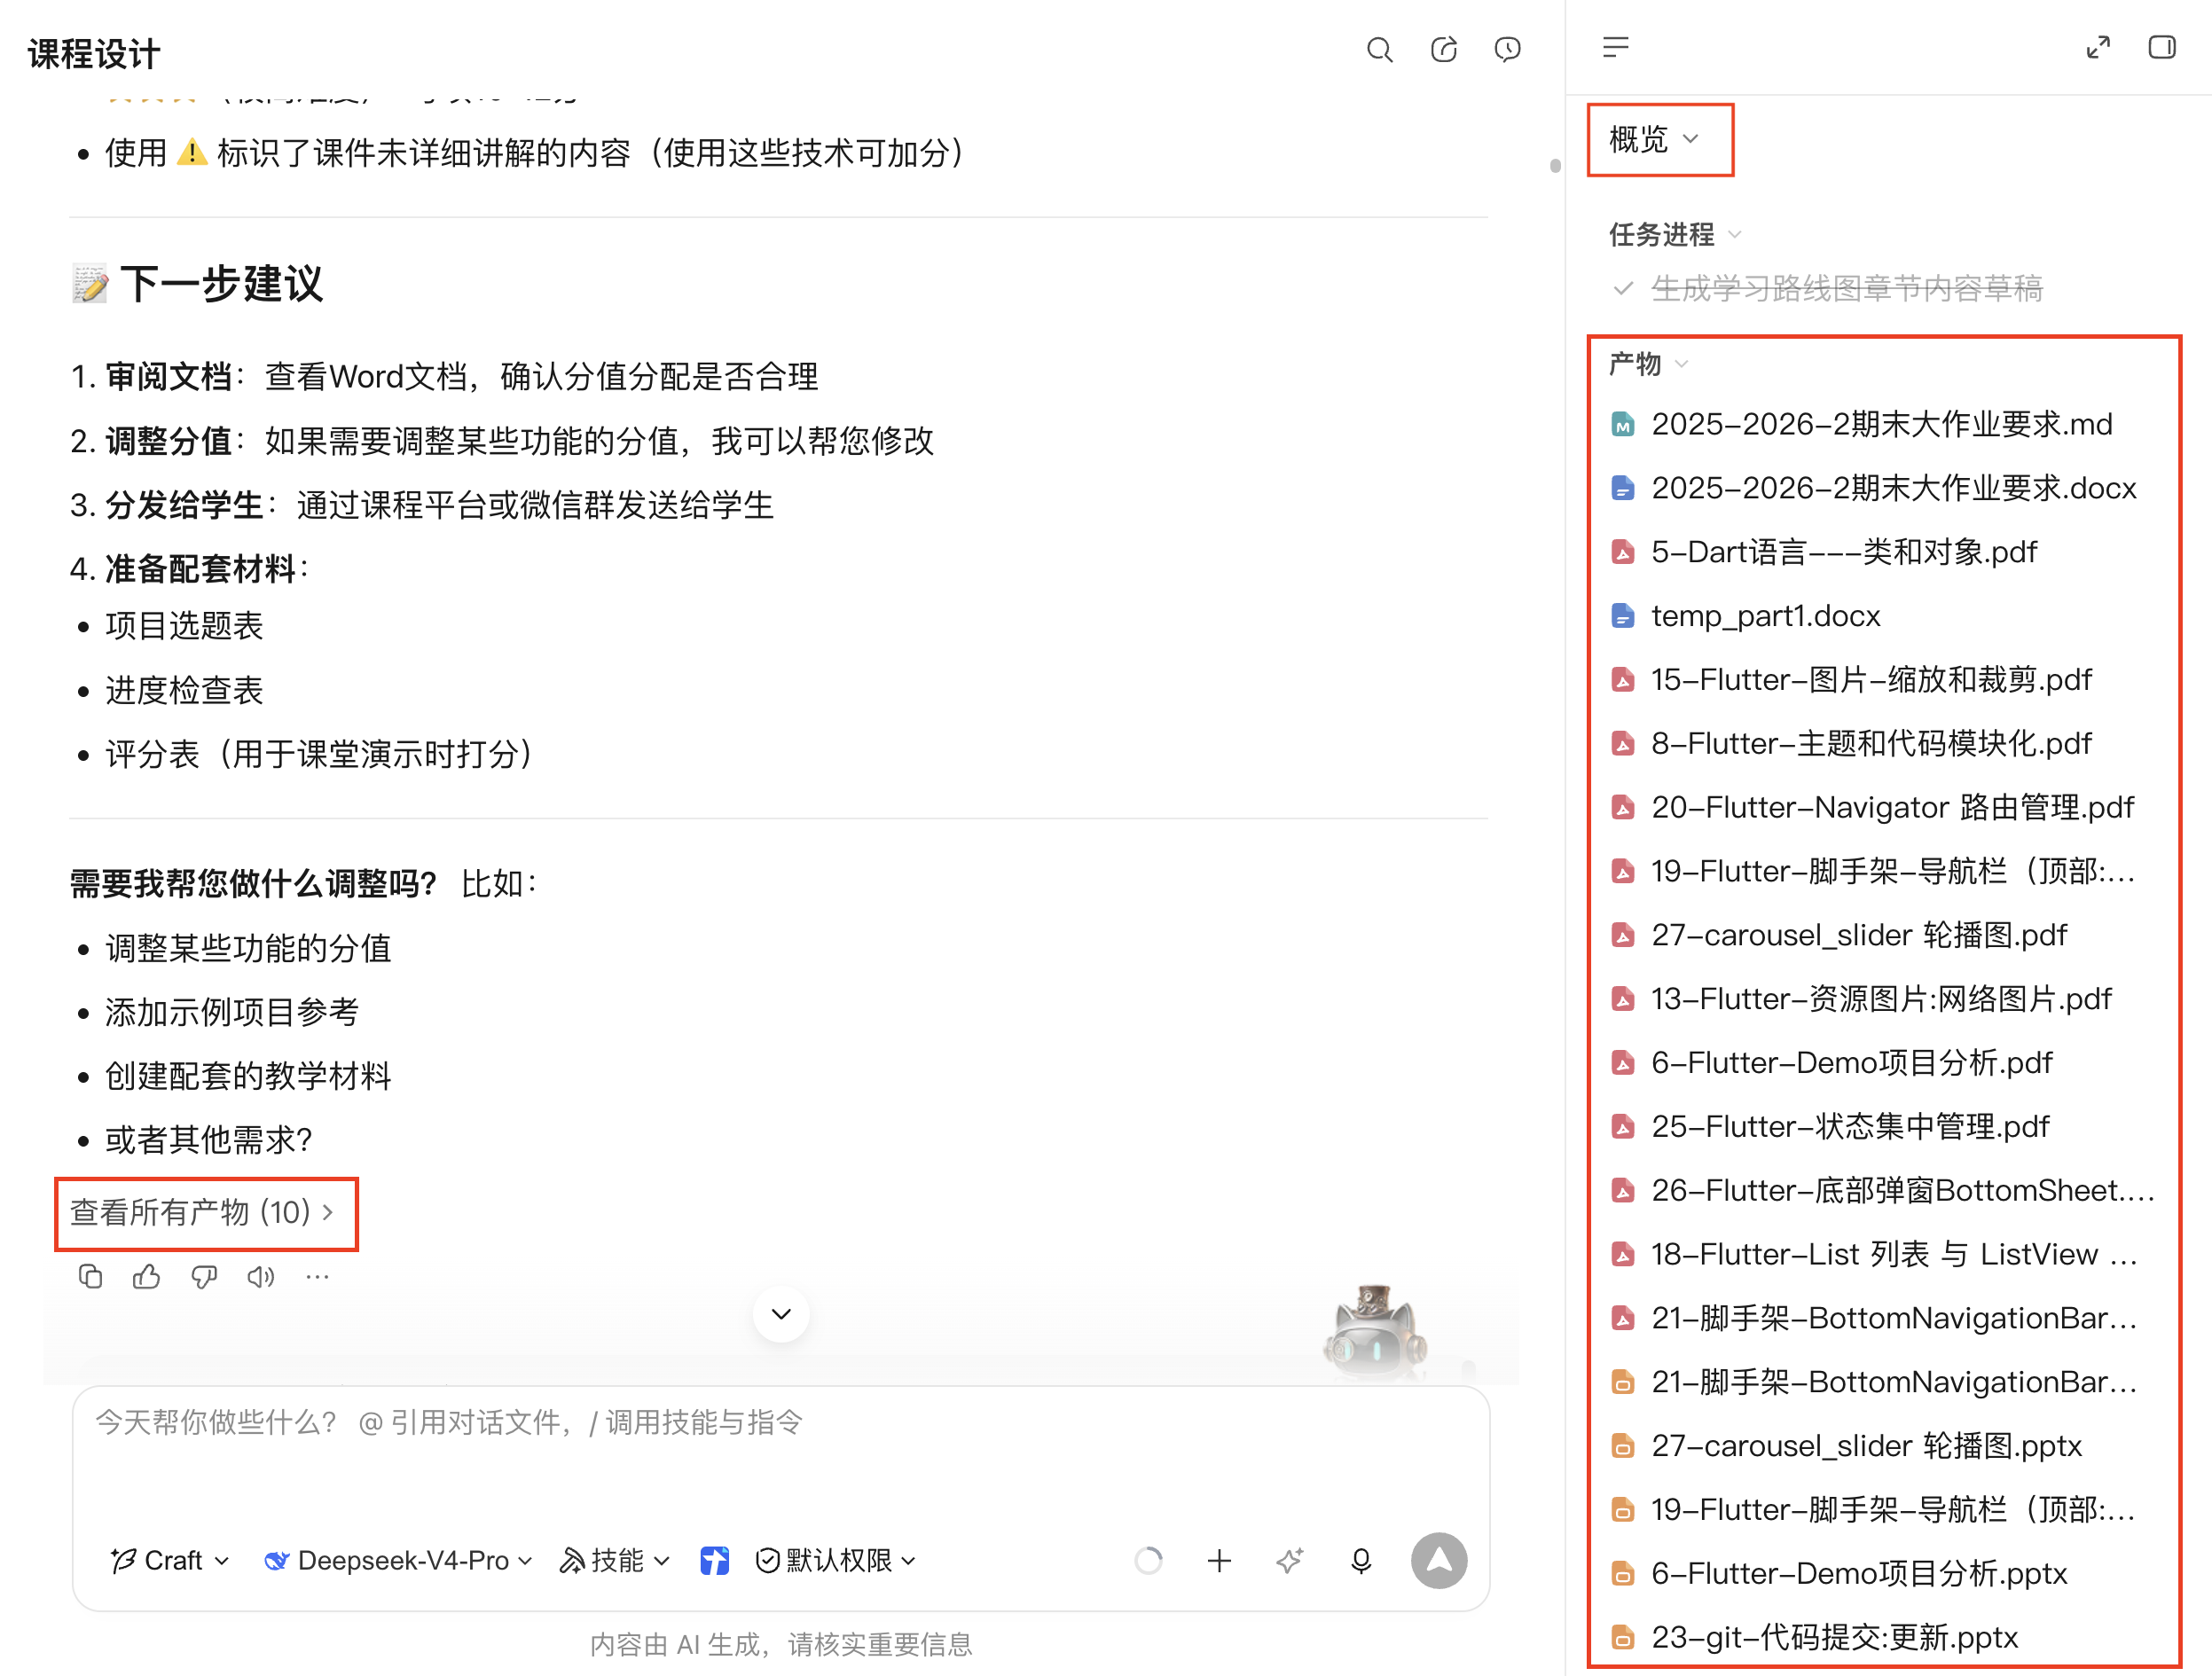 课程设计
使用 ⚠️ 标识了课件未详细讲解的内容（使用这些技术可加分）
📝 下一步建议
1. 审阅文档：查看Word文档，确认分值分配是否合理
2. 调整分值：如果需要调整某些功能的分值，我可以帮您修改
3. 分发给学生：通过课程平台或微信群发送给学生
4. 准备配套材料：
• 项目选题表
• 进度检查表
• 评分表（用于课堂演示时打分）
需要我帮您做什么调整吗？ 比如：
• 调整某些功能的分值
• 添加示例项目参考
• 创建配套的教学材料
• 或者其他需求？
查看所有产物 (10) >
今天帮你做些什么？ @ 引用对话文件，/ 调用技能与指令
Craft Deepseek-V4-Pro 技能 默认权限
内容由 AI 生成，请核实重要信息
概览
任务进程
生成学习路线图章节内容草稿
产物
2025-2026-2期末大作业要求.md
2025-2026-2期末大作业要求.docx
5-Dart语言---类和对象.pdf
temp_part1.docx
15-Flutter-图片-缩放和裁剪.pdf
8-Flutter-主题和代码模块化.pdf
20-Flutter-Navigator 路由管理.pdf
19-Flutter-脚手架-导航栏（顶部:...
27-carousel_slider 轮播图.pdf
13-Flutter-资源图片:网络图片.pdf
6-Flutter-Demo项目分析.pdf
25-Flutter-状态集中管理.pdf
26-Flutter-底部弹窗BottomSheet....
18-Flutter-List 列表 与 ListView ...
21-脚手架-BottomNavigationBar...
21-脚手架-BottomNavigationBar...
27-carousel_slider 轮播图.pptx
19-Flutter-脚手架-导航栏（顶部:...
6-Flutter-Demo项目分析.pptx
23-git-代码提交:更新.pptx